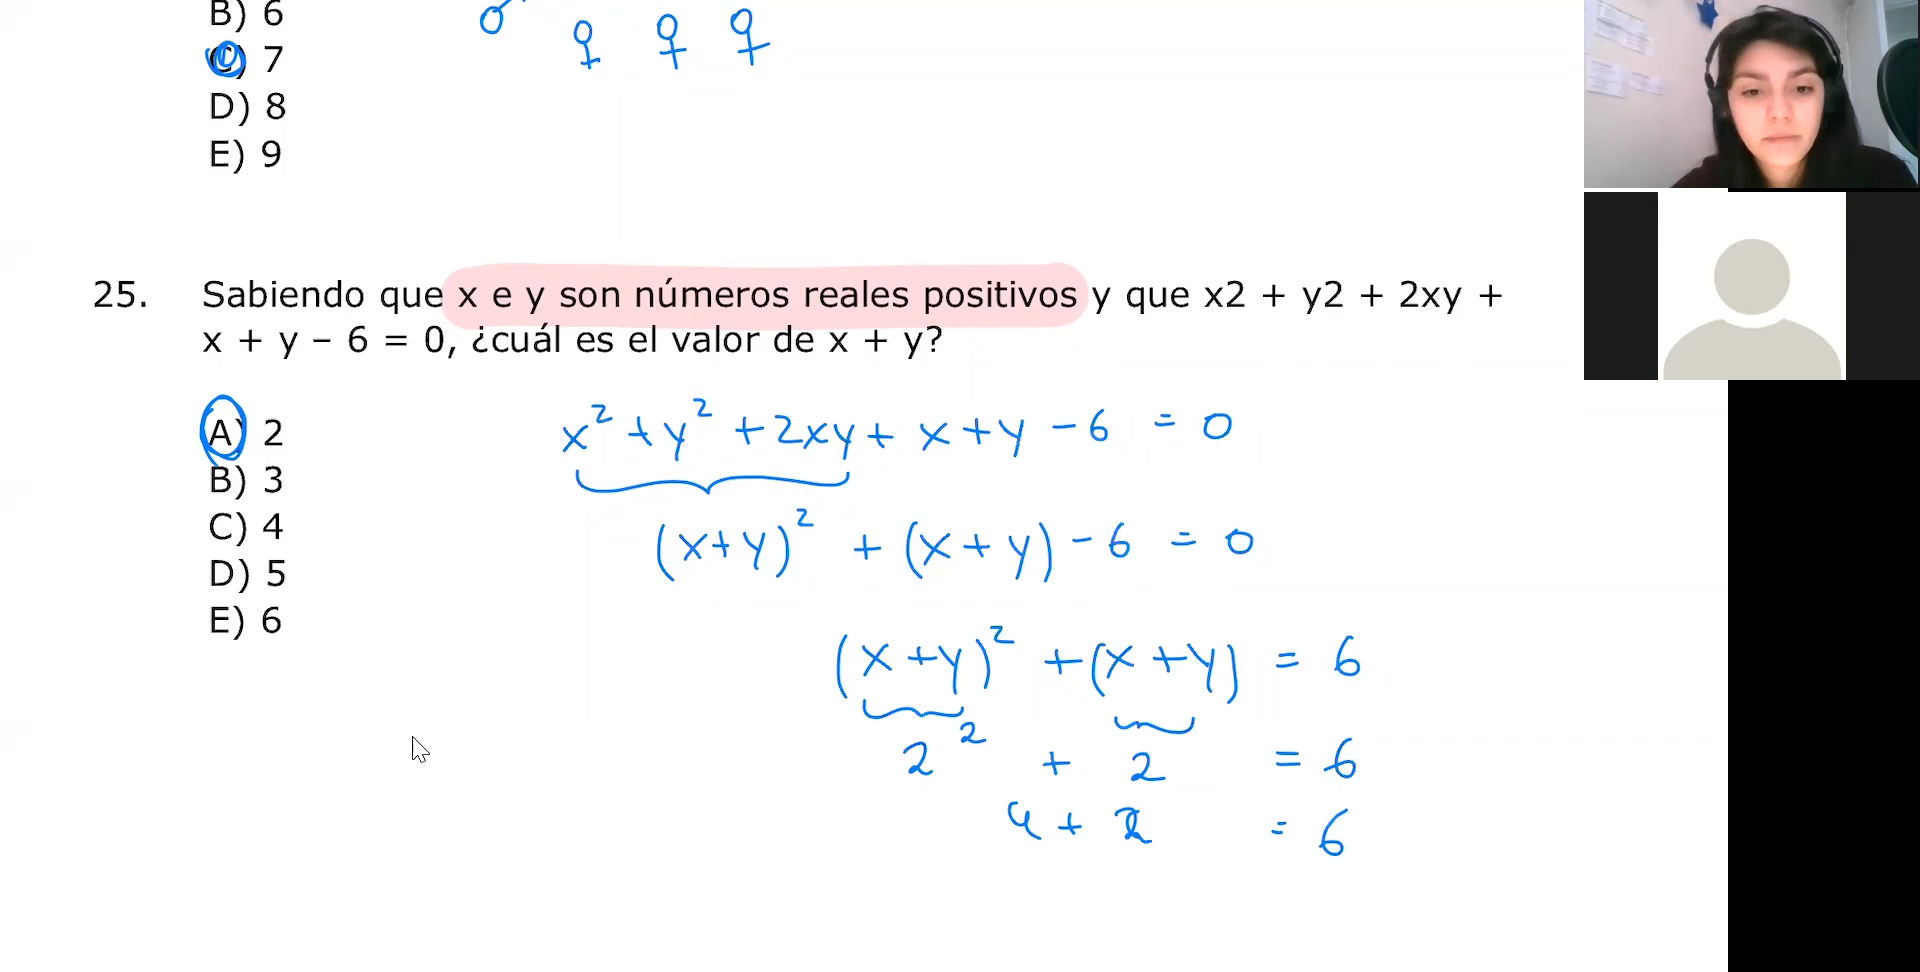 B) 6
C) 7
D) 8
E) 9
25. Sabiendo que x e y son números reales positivos y que x2 + y2 + 2xy +
x + y – 6 = 0, ¿cuál es el valor de x + y?
A) 2
B) 3
C) 4
D) 5
E) 6
x² + y² + 2xy + x + y - 6 = 0
(x+y)² + (x+y) - 6 = 0
(x+y)² + (x+y) = 6
2² + 2 = 6
4 + 2 = 6